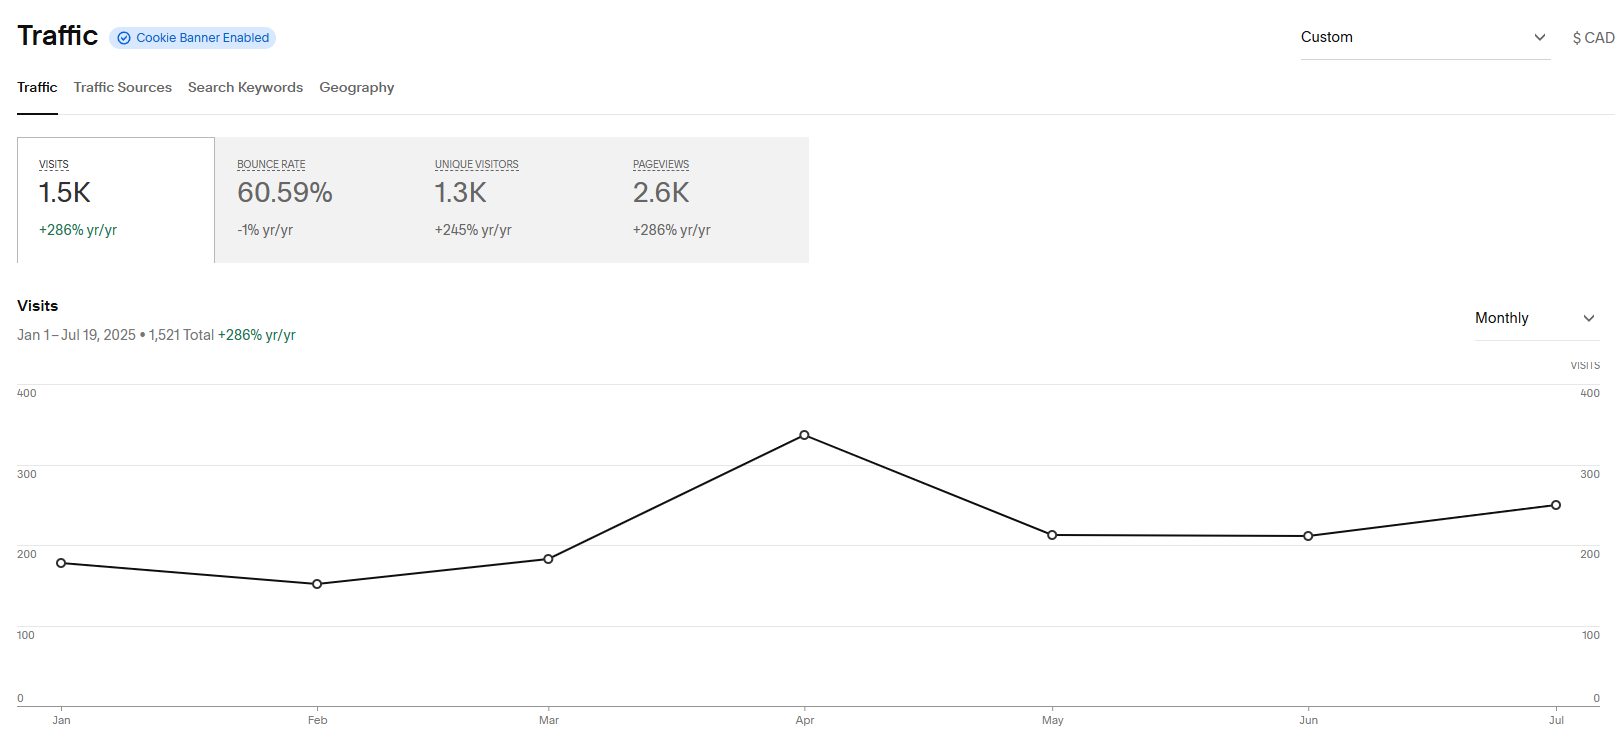 Traffic Cookie Banner Enabled Custom $ CAD
Traffic Traffic Sources Search Keywords Geography
VISITS BOUNCE RATE UNIQUE VISITORS PAGEVIEWS
1.5K 60.59% 1.3K 2.6K
+286% yr/yr -1% yr/yr +245% yr/yr +286% yr/yr
Visits
Monthly
Jan 1 – Jul 19, 2025 • 1,521 Total +286% yr/yr
VISITS
400 400
300 300
200 200
100 100
0 0
Jan Feb Mar Apr May Jun Jul